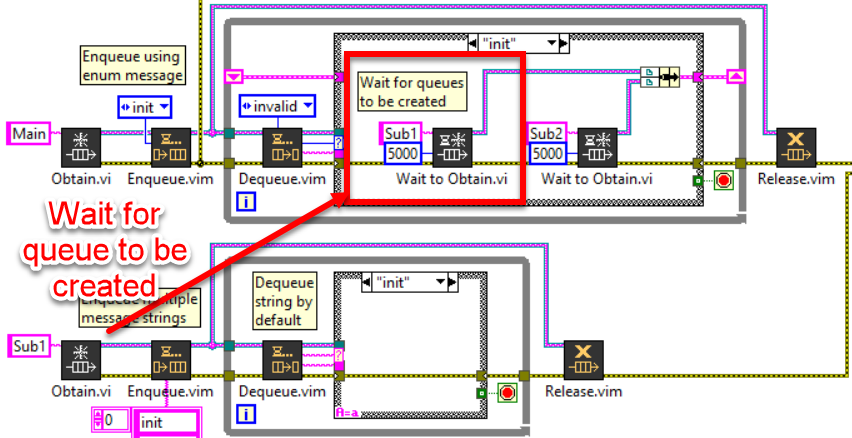 Enqueue using
enum message
"init"
Wait for queues
to be created
init
invalid
Main
Sub1
Sub2
5000
5000
Obtain.vi
Enqueue.vim
Dequeue.vim
Wait to Obtain.vi
Wait to Obtain.vi
Release.vim
i
Wait for
queue to be
created
Enqueue multiple
message strings
Dequeue
string by
default
"init"
Sub1
?
?
Obtain.vi
Enqueue.vim
Dequeue.vim
Release.vim
0
init
i
A=a